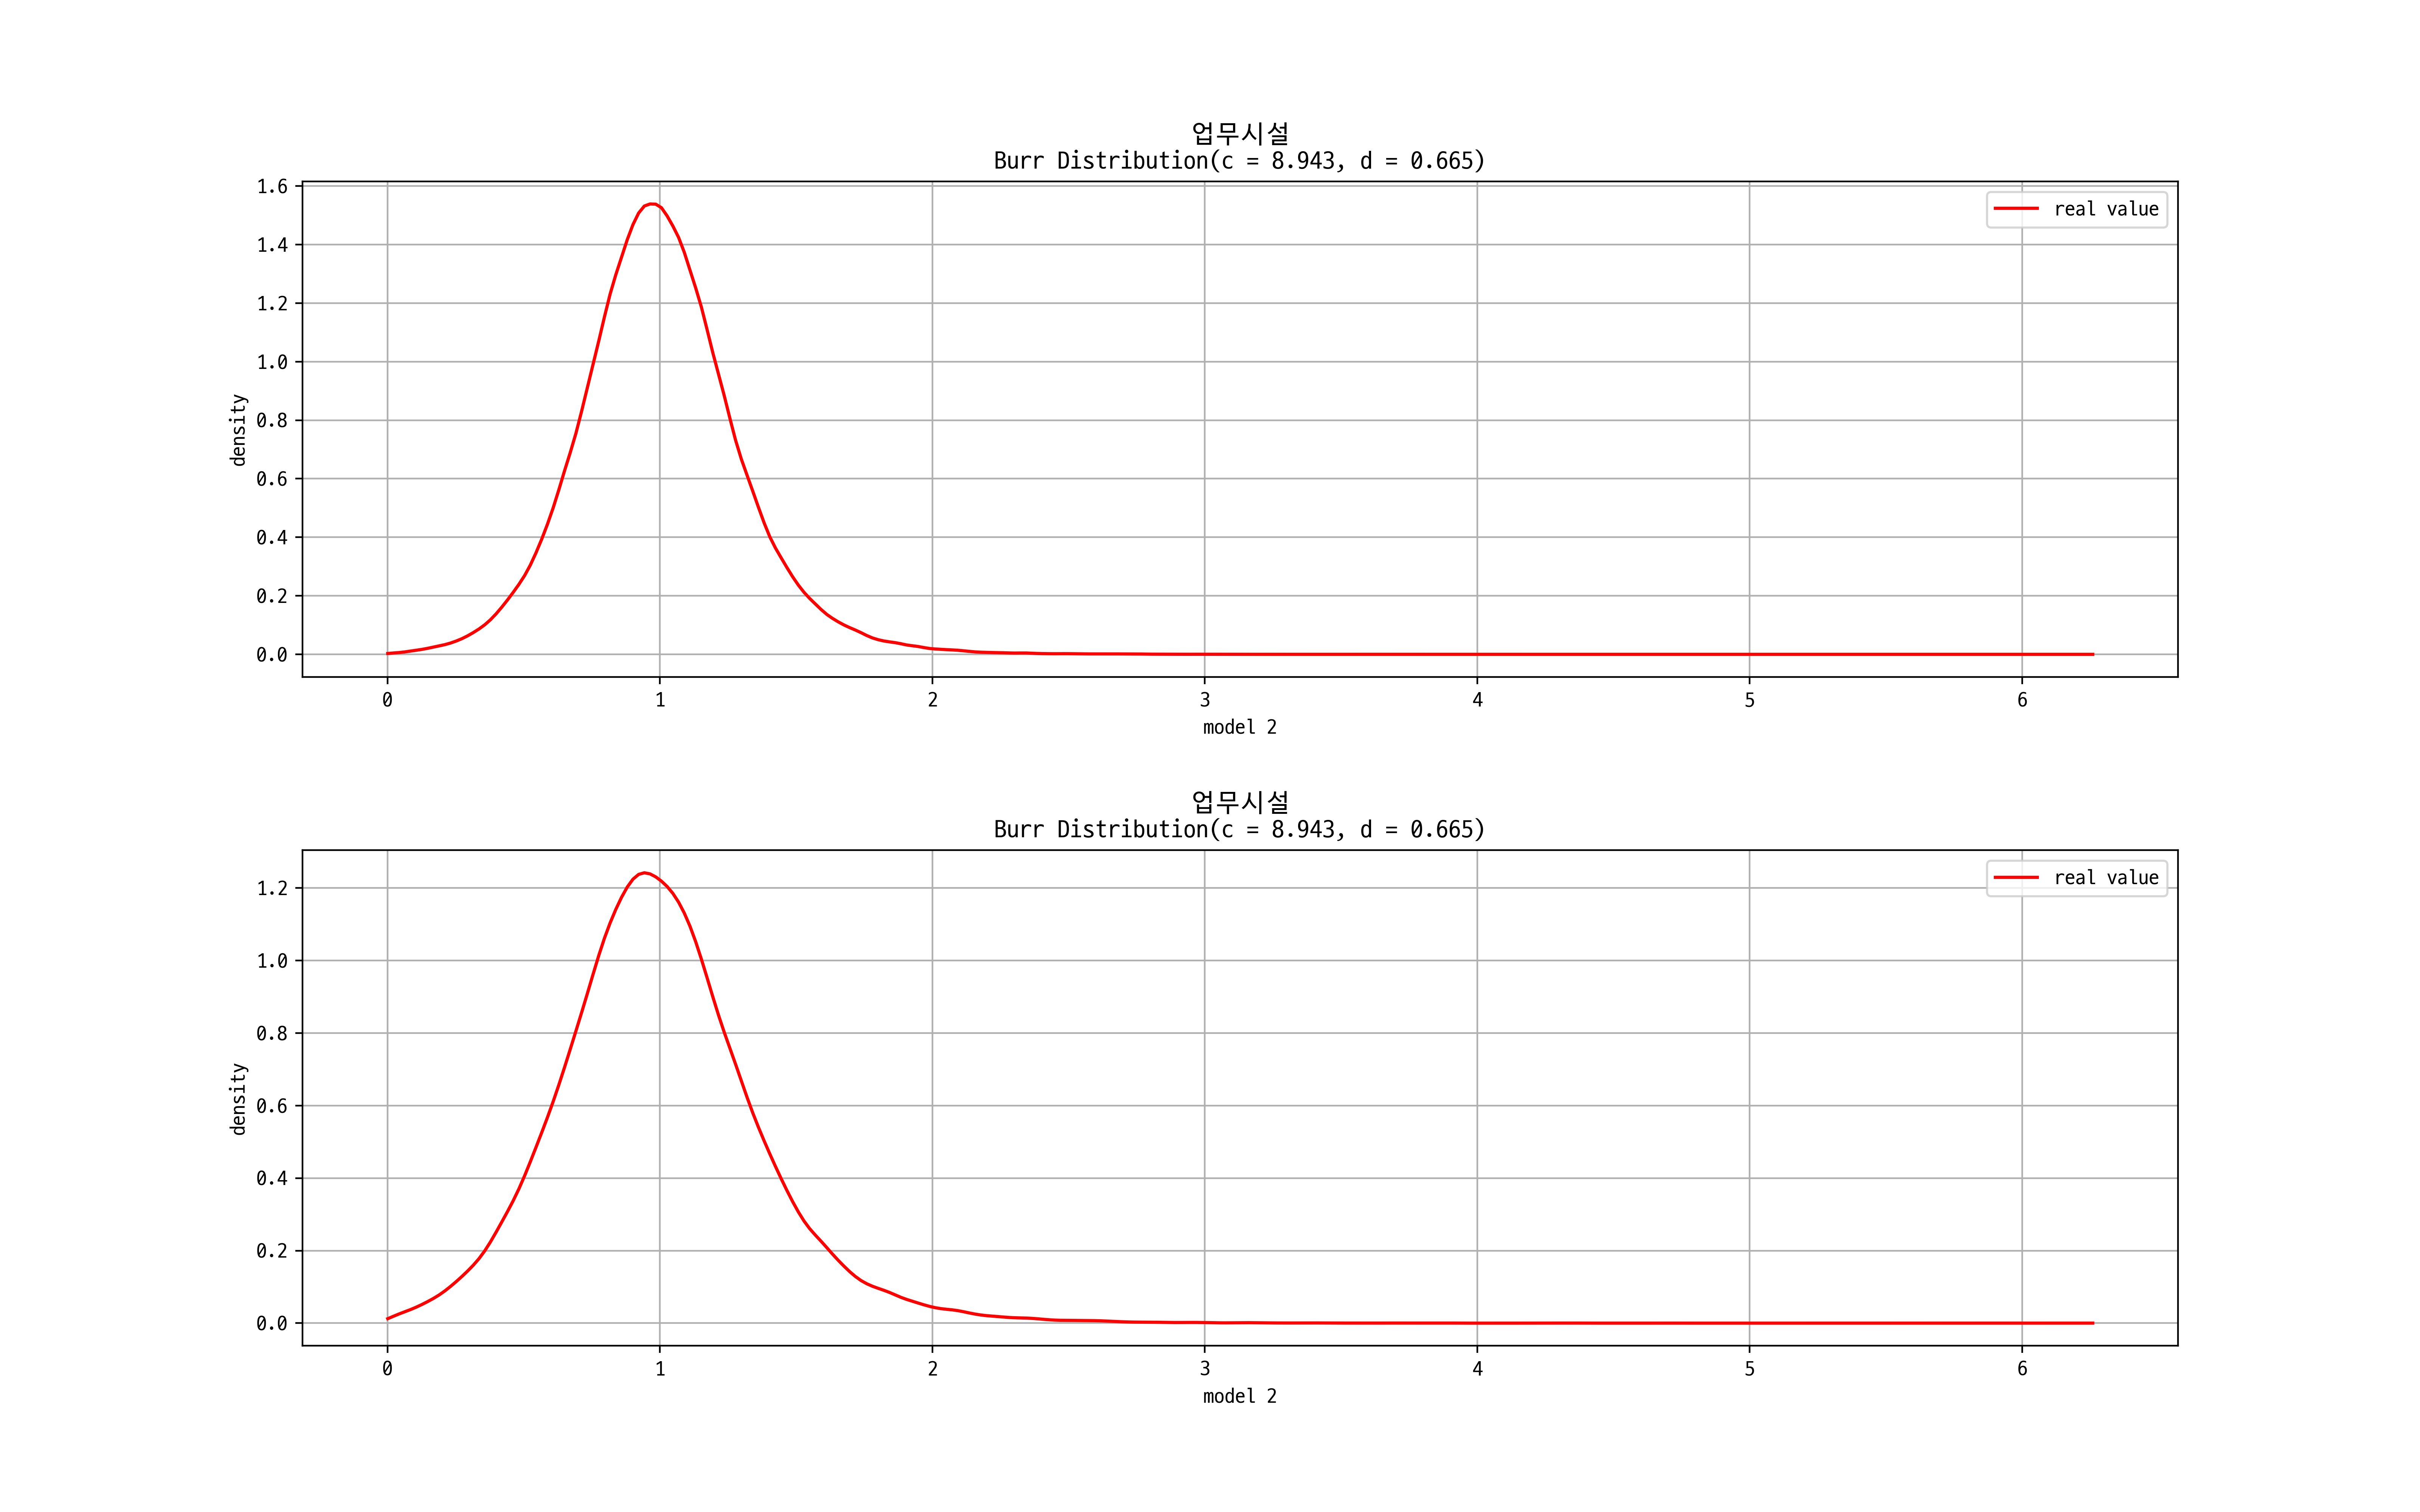 업무시설
Burr Distribution(c = 8.943, d = 0.665)
1.6
1.4
1.2
1.0
0.8
0.6
0.4
0.2
0.0
density
real value
0 1 2 3 4 5 6
model 2
업무시설
Burr Distribution(c = 8.943, d = 0.665)
1.2
1.0
0.8
0.6
0.4
0.2
0.0
density
real value
0 1 2 3 4 5 6
model 2